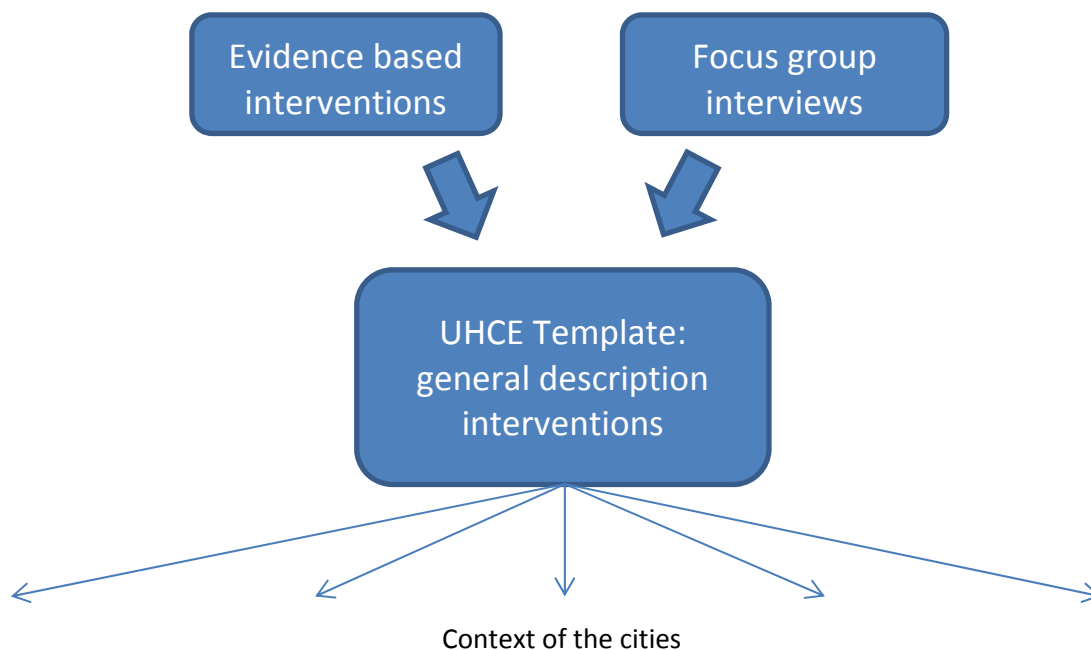 Evidence based
interventions
Focus group
interviews
UHCE Template:
general description
interventions
Context of the cities